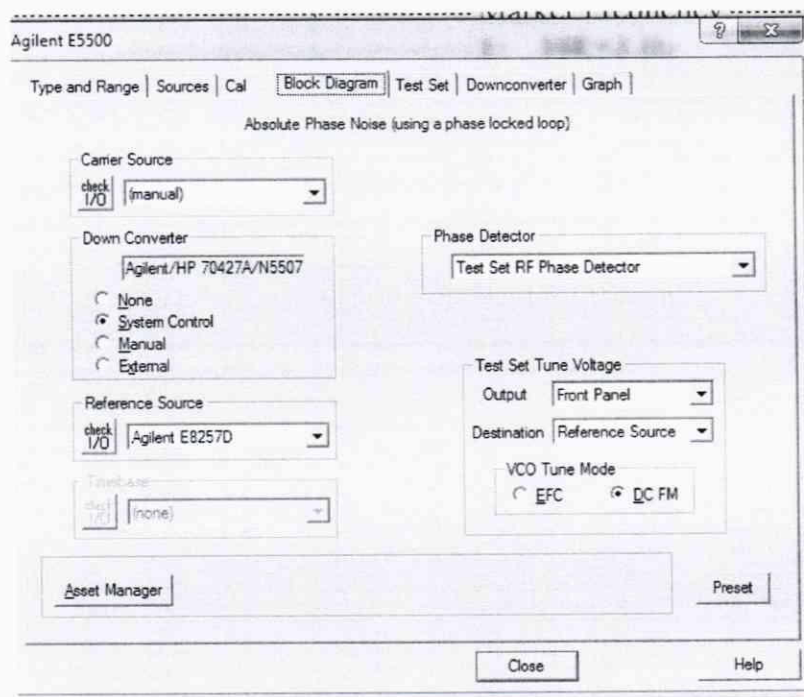 Agilent E5500
Type and Range Sources Cal Block Diagram Test Set Downconverter Graph
Absolute Phase Noise (using a phase locked loop)
Carrier Source
check I/O (manual)
Down Converter
Agilent/HP 70427A/N5507
None
System Control
Manual
External
Phase Detector
Test Set RF Phase Detector
Reference Source
check I/O Agilent E8257D
Timebase
check I/O (none)
Test Set Tune Voltage
Output Front Panel
Destination Reference Source
VCO Tune Mode
EFC DC FM
Asset Manager
Preset
Close Help